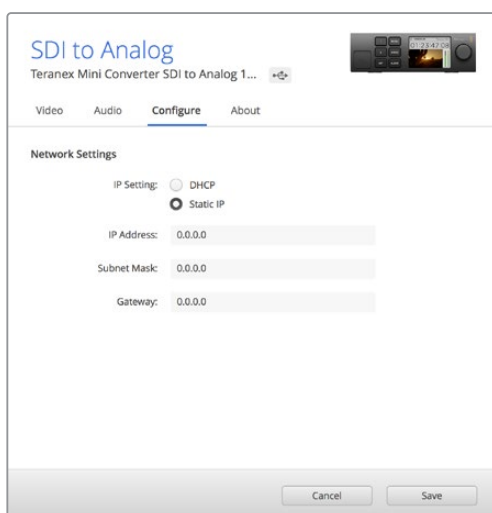 SDI to Analog
Teranex Mini Converter SDI to Analog 1...
01:23:47:03
Video Audio Configure About
Network Settings
IP Setting: DHCP
Static IP
IP Address: 0.0.0.0
Subnet Mask: 0.0.0.0
Gateway: 0.0.0.0
Cancel Save